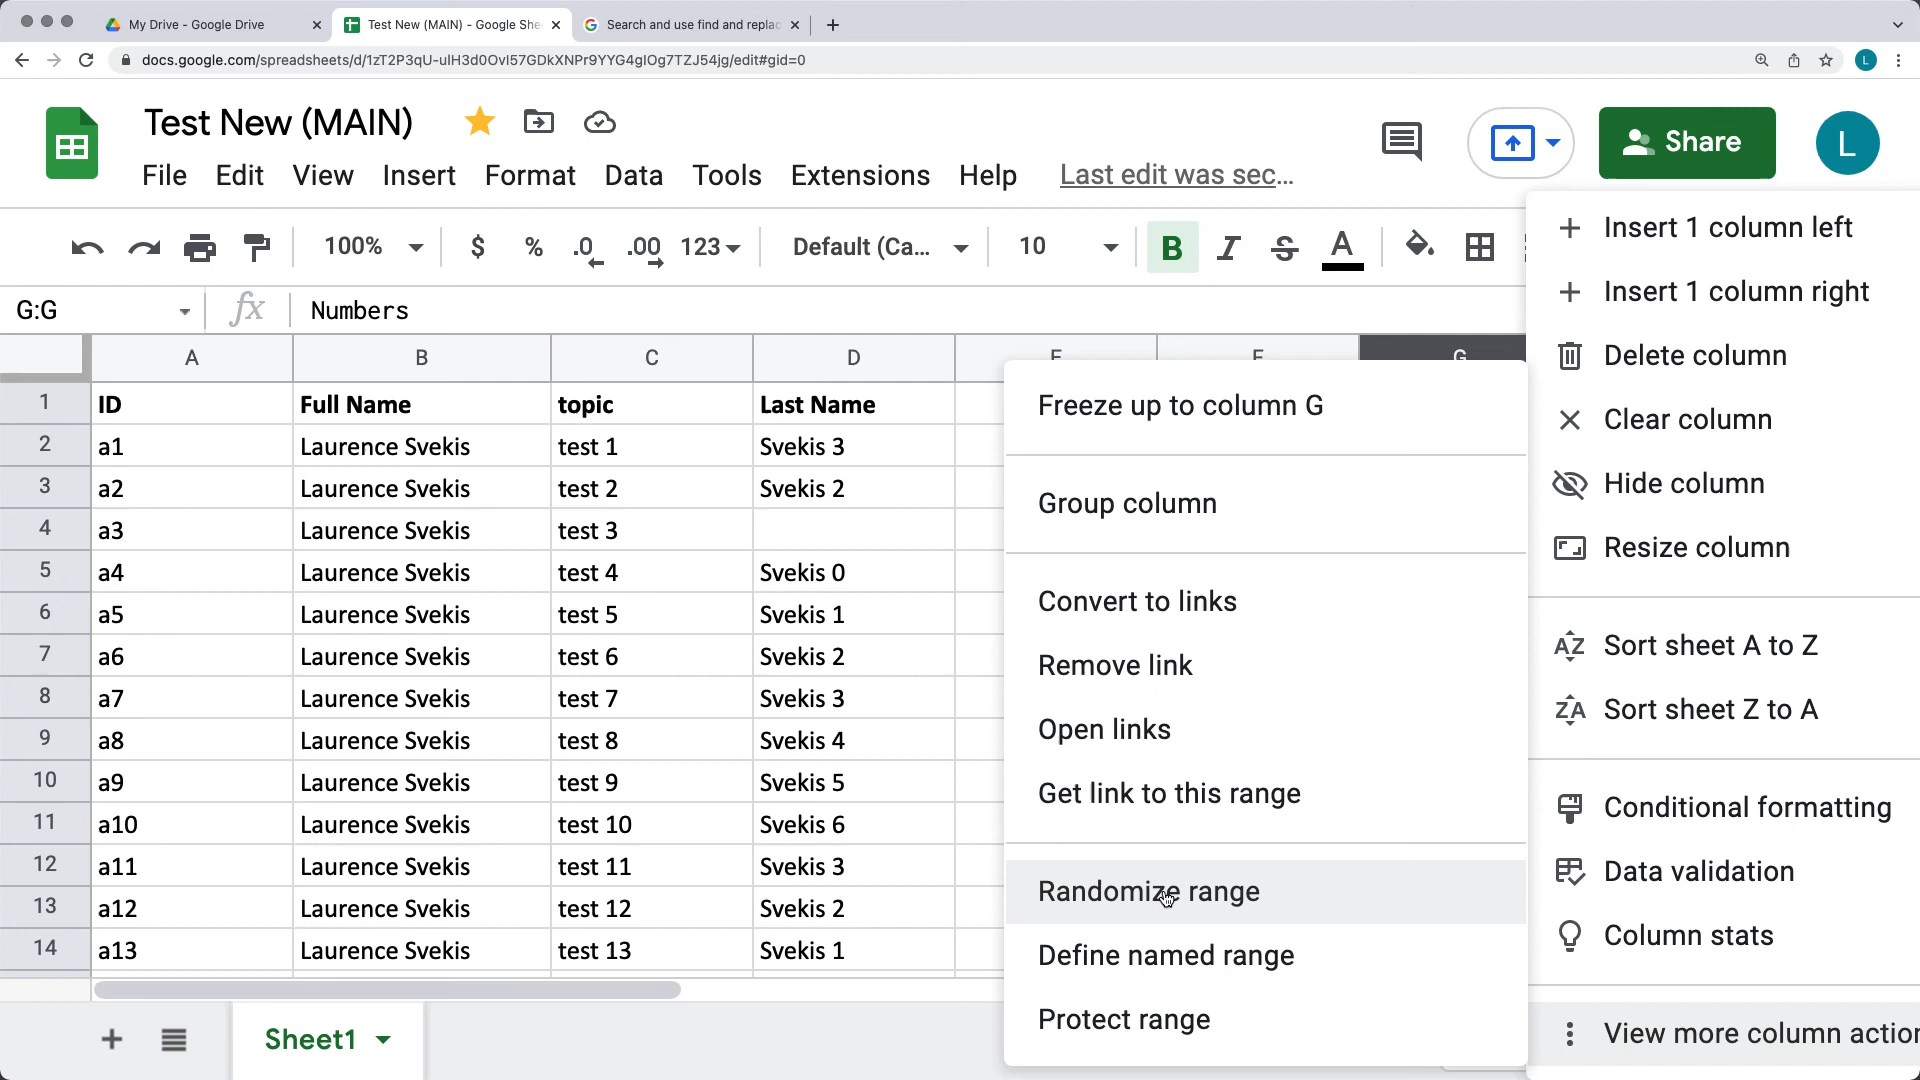 My Drive - Google Drive
Test New (MAIN) - Google She
Search and use find and replac
docs.google.com/spreadsheets/d/1zT2P3qU-uIH3d0OvI57GDkXNPr9YYG4gIOg7TZJ54jg/edit#gid=0
L
Test New (MAIN)
Share
L
File Edit View Insert Format Data Tools Extensions Help Last edit was sec...
100% $ % .0 .00 123 Default (Ca... 10 B I S A
G:G fx Numbers
A B C D E F G
1 ID Full Name topic Last Name
2 a1 Laurence Svekis test 1 Svekis 3
3 a2 Laurence Svekis test 2 Svekis 2
4 a3 Laurence Svekis test 3
5 a4 Laurence Svekis test 4 Svekis 0
6 a5 Laurence Svekis test 5 Svekis 1
7 a6 Laurence Svekis test 6 Svekis 2
8 a7 Laurence Svekis test 7 Svekis 3
9 a8 Laurence Svekis test 8 Svekis 4
10 a9 Laurence Svekis test 9 Svekis 5
11 a10 Laurence Svekis test 10 Svekis 6
12 a11 Laurence Svekis test 11 Svekis 3
13 a12 Laurence Svekis test 12 Svekis 2
14 a13 Laurence Svekis test 13 Svekis 1
Sheet1
Freeze up to column G
Group column
Convert to links
Remove link
Open links
Get link to this range
Randomize range
Define named range
Protect range
Insert 1 column left
Insert 1 column right
Delete column
Clear column
Hide column
Resize column
AZ Sort sheet A to Z
ZA Sort sheet Z to A
Conditional formatting
Data validation
Column stats
View more column action